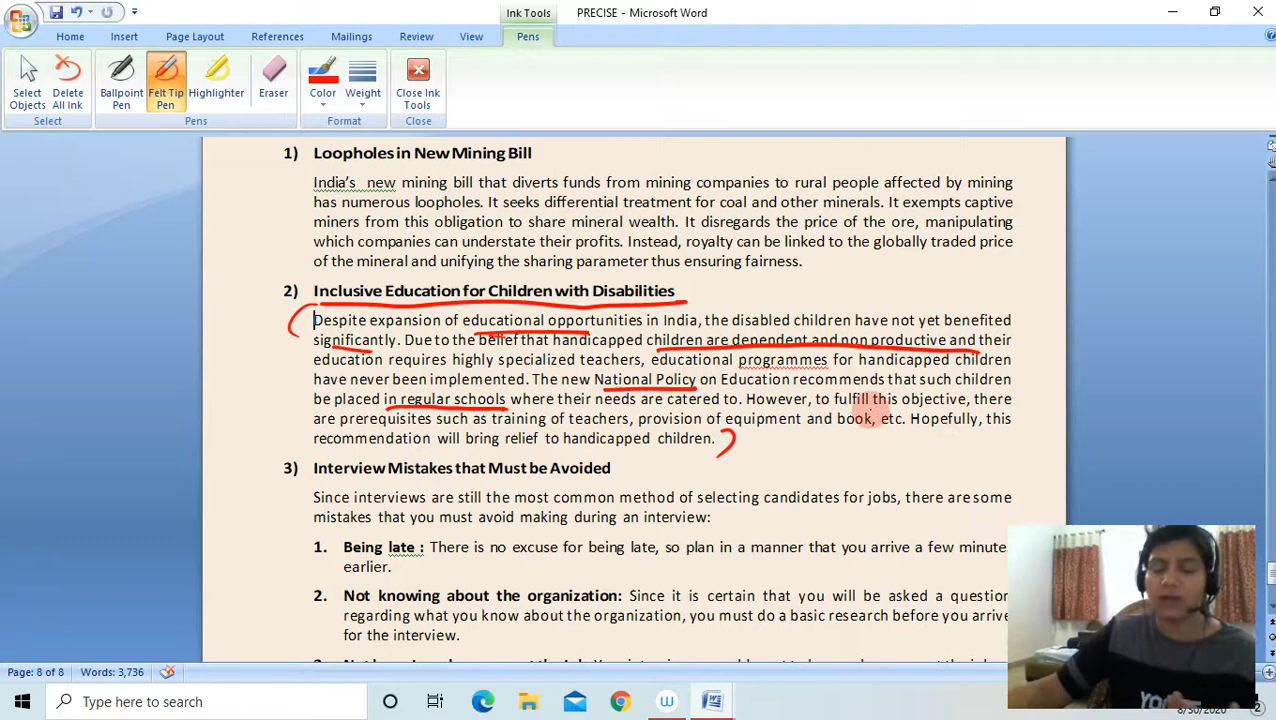 Ink Tools
PRECISE - Microsoft Word
Home Insert Page Layout References Mailings Review View Pens
Select Objects
Delete All Ink
Ballpoint Pen
Felt Tip Pen
Highlighter
Eraser
Color
Weight
Close Ink Tools
Select Pens Format Close
1) Loopholes in New Mining Bill
India's new mining bill that diverts funds from mining companies to rural people affected by mining
has numerous loopholes. It seeks differential treatment for coal and other minerals. It exempts captive
miners from this obligation to share mineral wealth. It disregards the price of the ore, manipulating
which companies can understate their profits. Instead, royalty can be linked to the globally traded price
of the mineral and unifying the sharing parameter thus ensuring fairness.
2) Inclusive Education for Children with Disabilities
Despite expansion of educational opportunities in India, the disabled children have not yet benefited
significantly. Due to the belief that handicapped children are dependent and non productive and their
education requires highly specialized teachers, educational programmes for handicapped children
have never been implemented. The new National Policy on Education recommends that such children
be placed in regular schools where their needs are catered to. However, to fulfill this objective, there
are prerequisites such as training of teachers, provision of equipment and book, etc. Hopefully, this
recommendation will bring relief to handicapped children.
3) Interview Mistakes that Must be Avoided
Since interviews are still the most common method of selecting candidates for jobs, there are some
mistakes that you must avoid making during an interview:
1. Being late : There is no excuse for being late, so plan in a manner that you arrive a few minute
earlier.
2. Not knowing about the organization: Since it is certain that you will be asked a question
regarding what you know about the organization, you must do a basic research before you arrive
for the interview.
Page: 8 of 8 Words: 3,736
Type here to search
8/30/2020